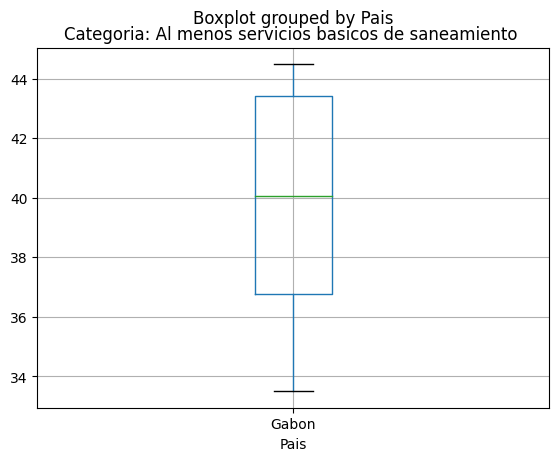 Boxplot grouped by Pais
Categoria: Al menos servicios basicos de saneamiento
44
42
40
38
36
34
Gabon
Pais